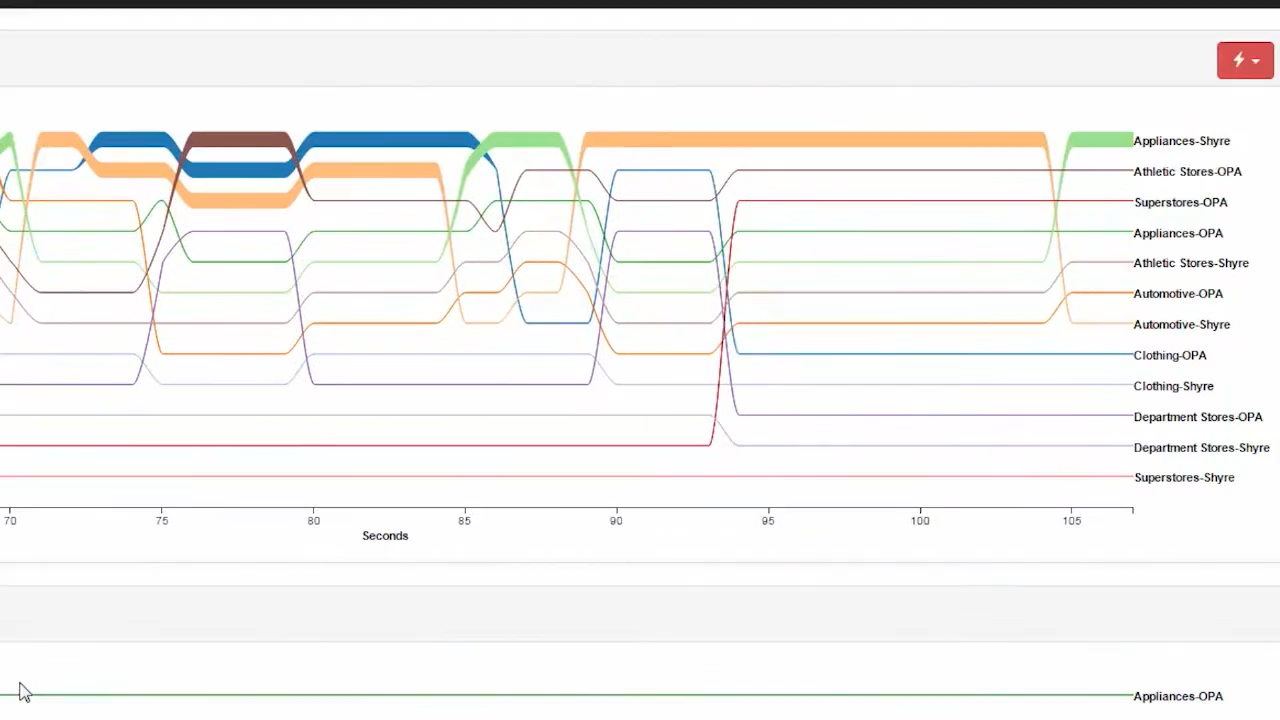 Appliances-Shyre
Athletic Stores-OPA
Superstores-OPA
Appliances-OPA
Athletic Stores-Shyre
Automotive-OPA
Automotive-Shyre
Clothing-OPA
Clothing-Shyre
Department Stores-OPA
Department Stores-Shyre
Superstores-Shyre
70 75 80 85 90 95 100 105
Seconds
Appliances-OPA